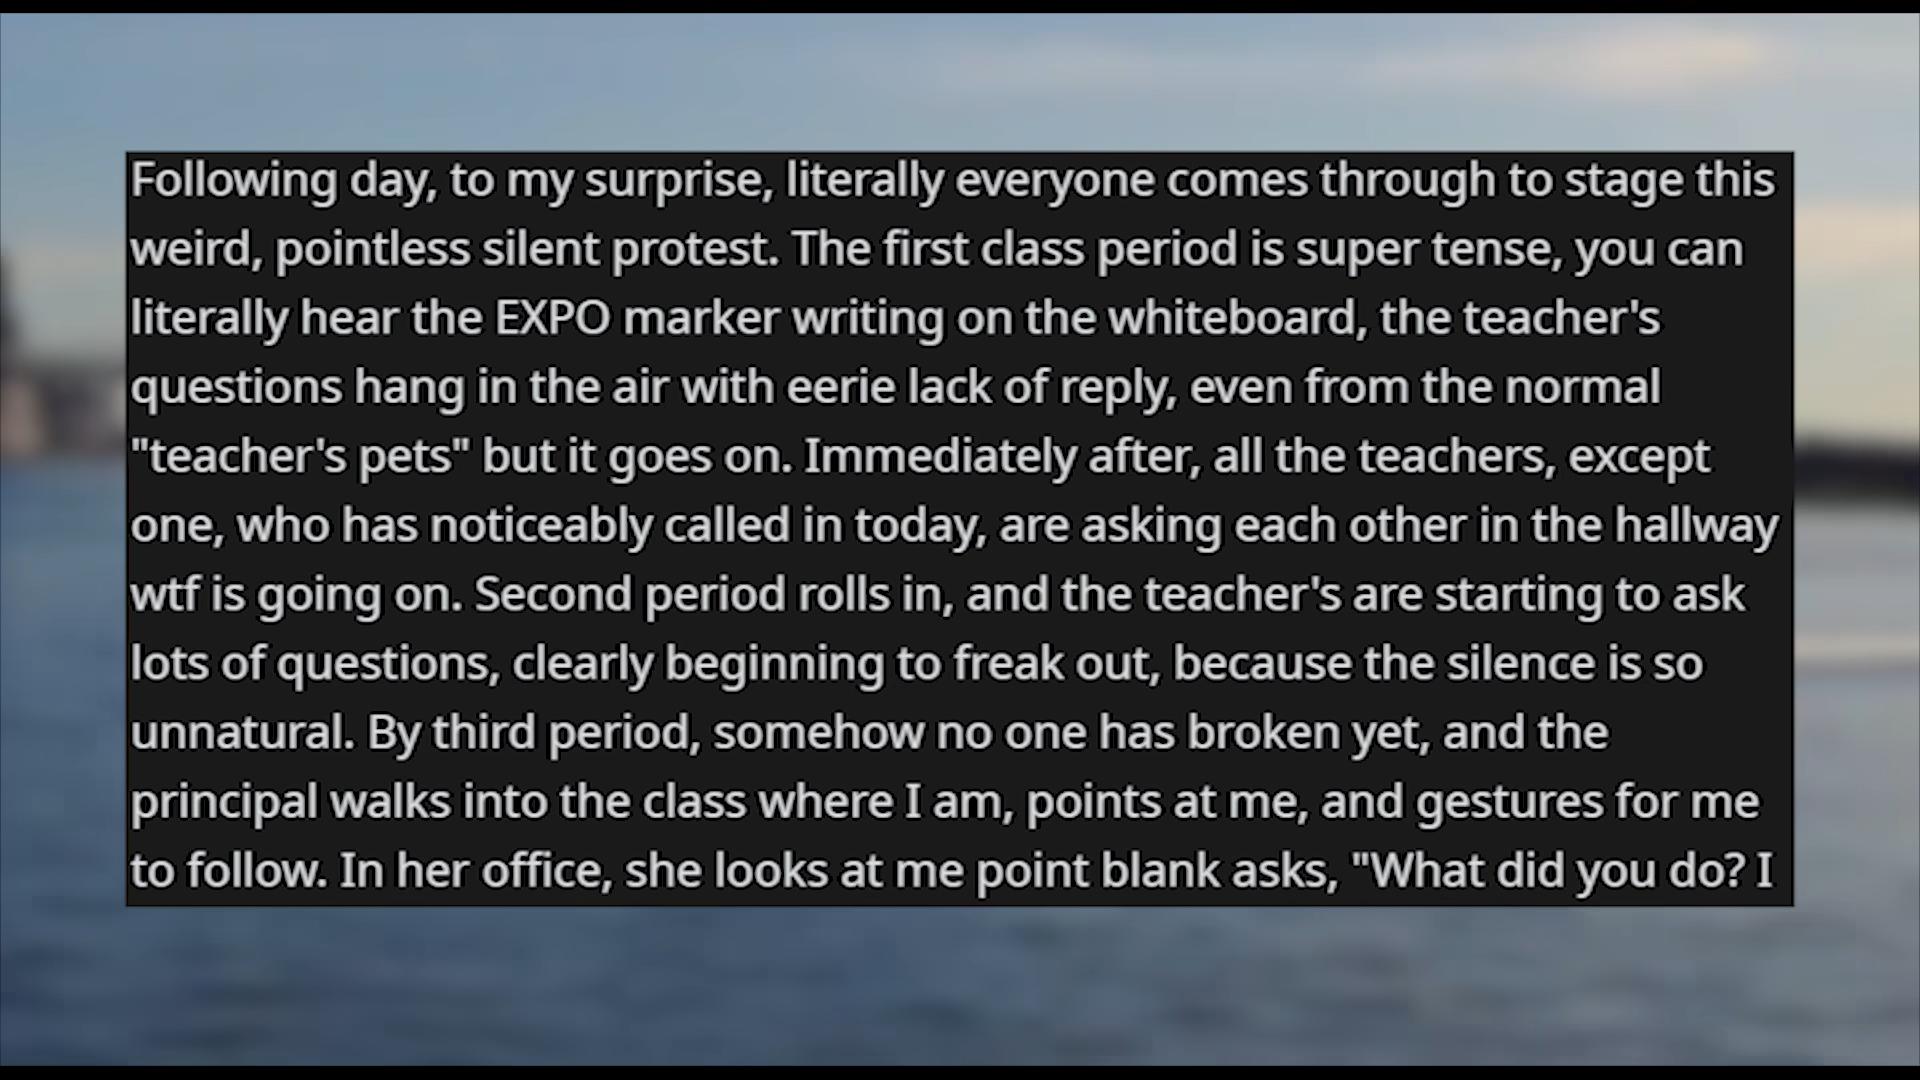 Following day, to my surprise, literally everyone comes through to stage this
weird, pointless silent protest. The first class period is super tense, you can
literally hear the EXPO marker writing on the whiteboard, the teacher's
questions hang in the air with eerie lack of reply, even from the normal
"teacher's pets" but it goes on. Immediately after, all the teachers, except
one, who has noticeably called in today, are asking each other in the hallway
wtf is going on. Second period rolls in, and the teacher's are starting to ask
lots of questions, clearly beginning to freak out, because the silence is so
unnatural. By third period, somehow no one has broken yet, and the
principal walks into the class where I am, points at me, and gestures for me
to follow. In her office, she looks at me point blank asks, "What did you do? I